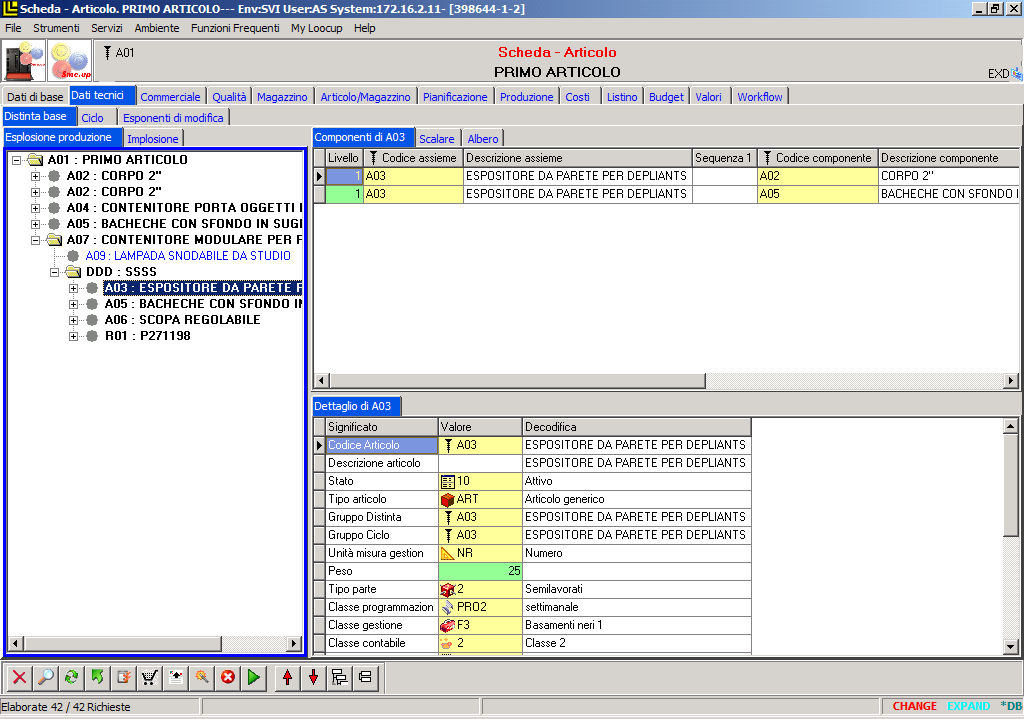 Scheda - Articolo. PRIMO ARTICOLO--- Env:SVI User:AS System:172.16.2.11- [398644-1-2]
File Strumenti Servizi Ambiente Funzioni Frequenti My Loocup Help
Smc.up
A01
Scheda - Articolo
PRIMO ARTICOLO
EXD
Dati di base Dati tecnici Commerciale Qualità Magazzino Articolo/Magazzino Pianificazione Produzione Costi Listino Budget Valori Workflow
Distinta base Ciclo Esponenti di modifica
Esplosione produzione Implosione
A01 : PRIMO ARTICOLO
A02 : CORPO 2"
A02 : CORPO 2"
A04 : CONTENITORE PORTA OGGETTI
A05 : BACHECHE CON SFONDO IN SUGI
A07 : CONTENITORE MODULARE PER
A09 : LAMPADA SNODABILE DA STUDIO
DDD : SSSS
A03 : ESPOSITORE DA PARETE
A05 : BACHECHE CON SFONDO
A06 : SCOPA REGOLABILE
R01 : P271198
Componenti di A03 Scalare Albero
Livello Codice assieme Descrizione assieme Sequenza 1 Codice componente Descrizione componente
1 A03 ESPOSITORE DA PARETE PER DEPLIANTS A02 CORPO 2"
1 A03 ESPOSITORE DA PARETE PER DEPLIANTS A05 BACHECHE CON SFONDO I
Dettaglio di A03
Significato Valore Decodifica
Codice Articolo A03 ESPOSITORE DA PARETE PER DEPLIANTS
Descrizione articolo ESPOSITORE DA PARETE PER DEPLIANTS
Stato 10 Attivo
Tipo articolo ART Articolo generico
Gruppo Distinta A03 ESPOSITORE DA PARETE PER DEPLIANTS
Gruppo Ciclo A03 ESPOSITORE DA PARETE PER DEPLIANTS
Unità misura gestion NR Numero
Peso 25
Tipo parte 2 Semilavorati
Classe programmazion PRO2 settimanale
Classe gestione F3 Basamenti neri 1
Classe contabile 2 Classe 2
Elaborate 42 / 42 Richieste
CHANGE EXPAND *DB